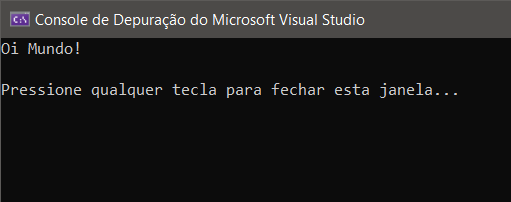 Console de Depuração do Microsoft Visual Studio
Oi Mundo!
Pressione qualquer tecla para fechar esta janela...